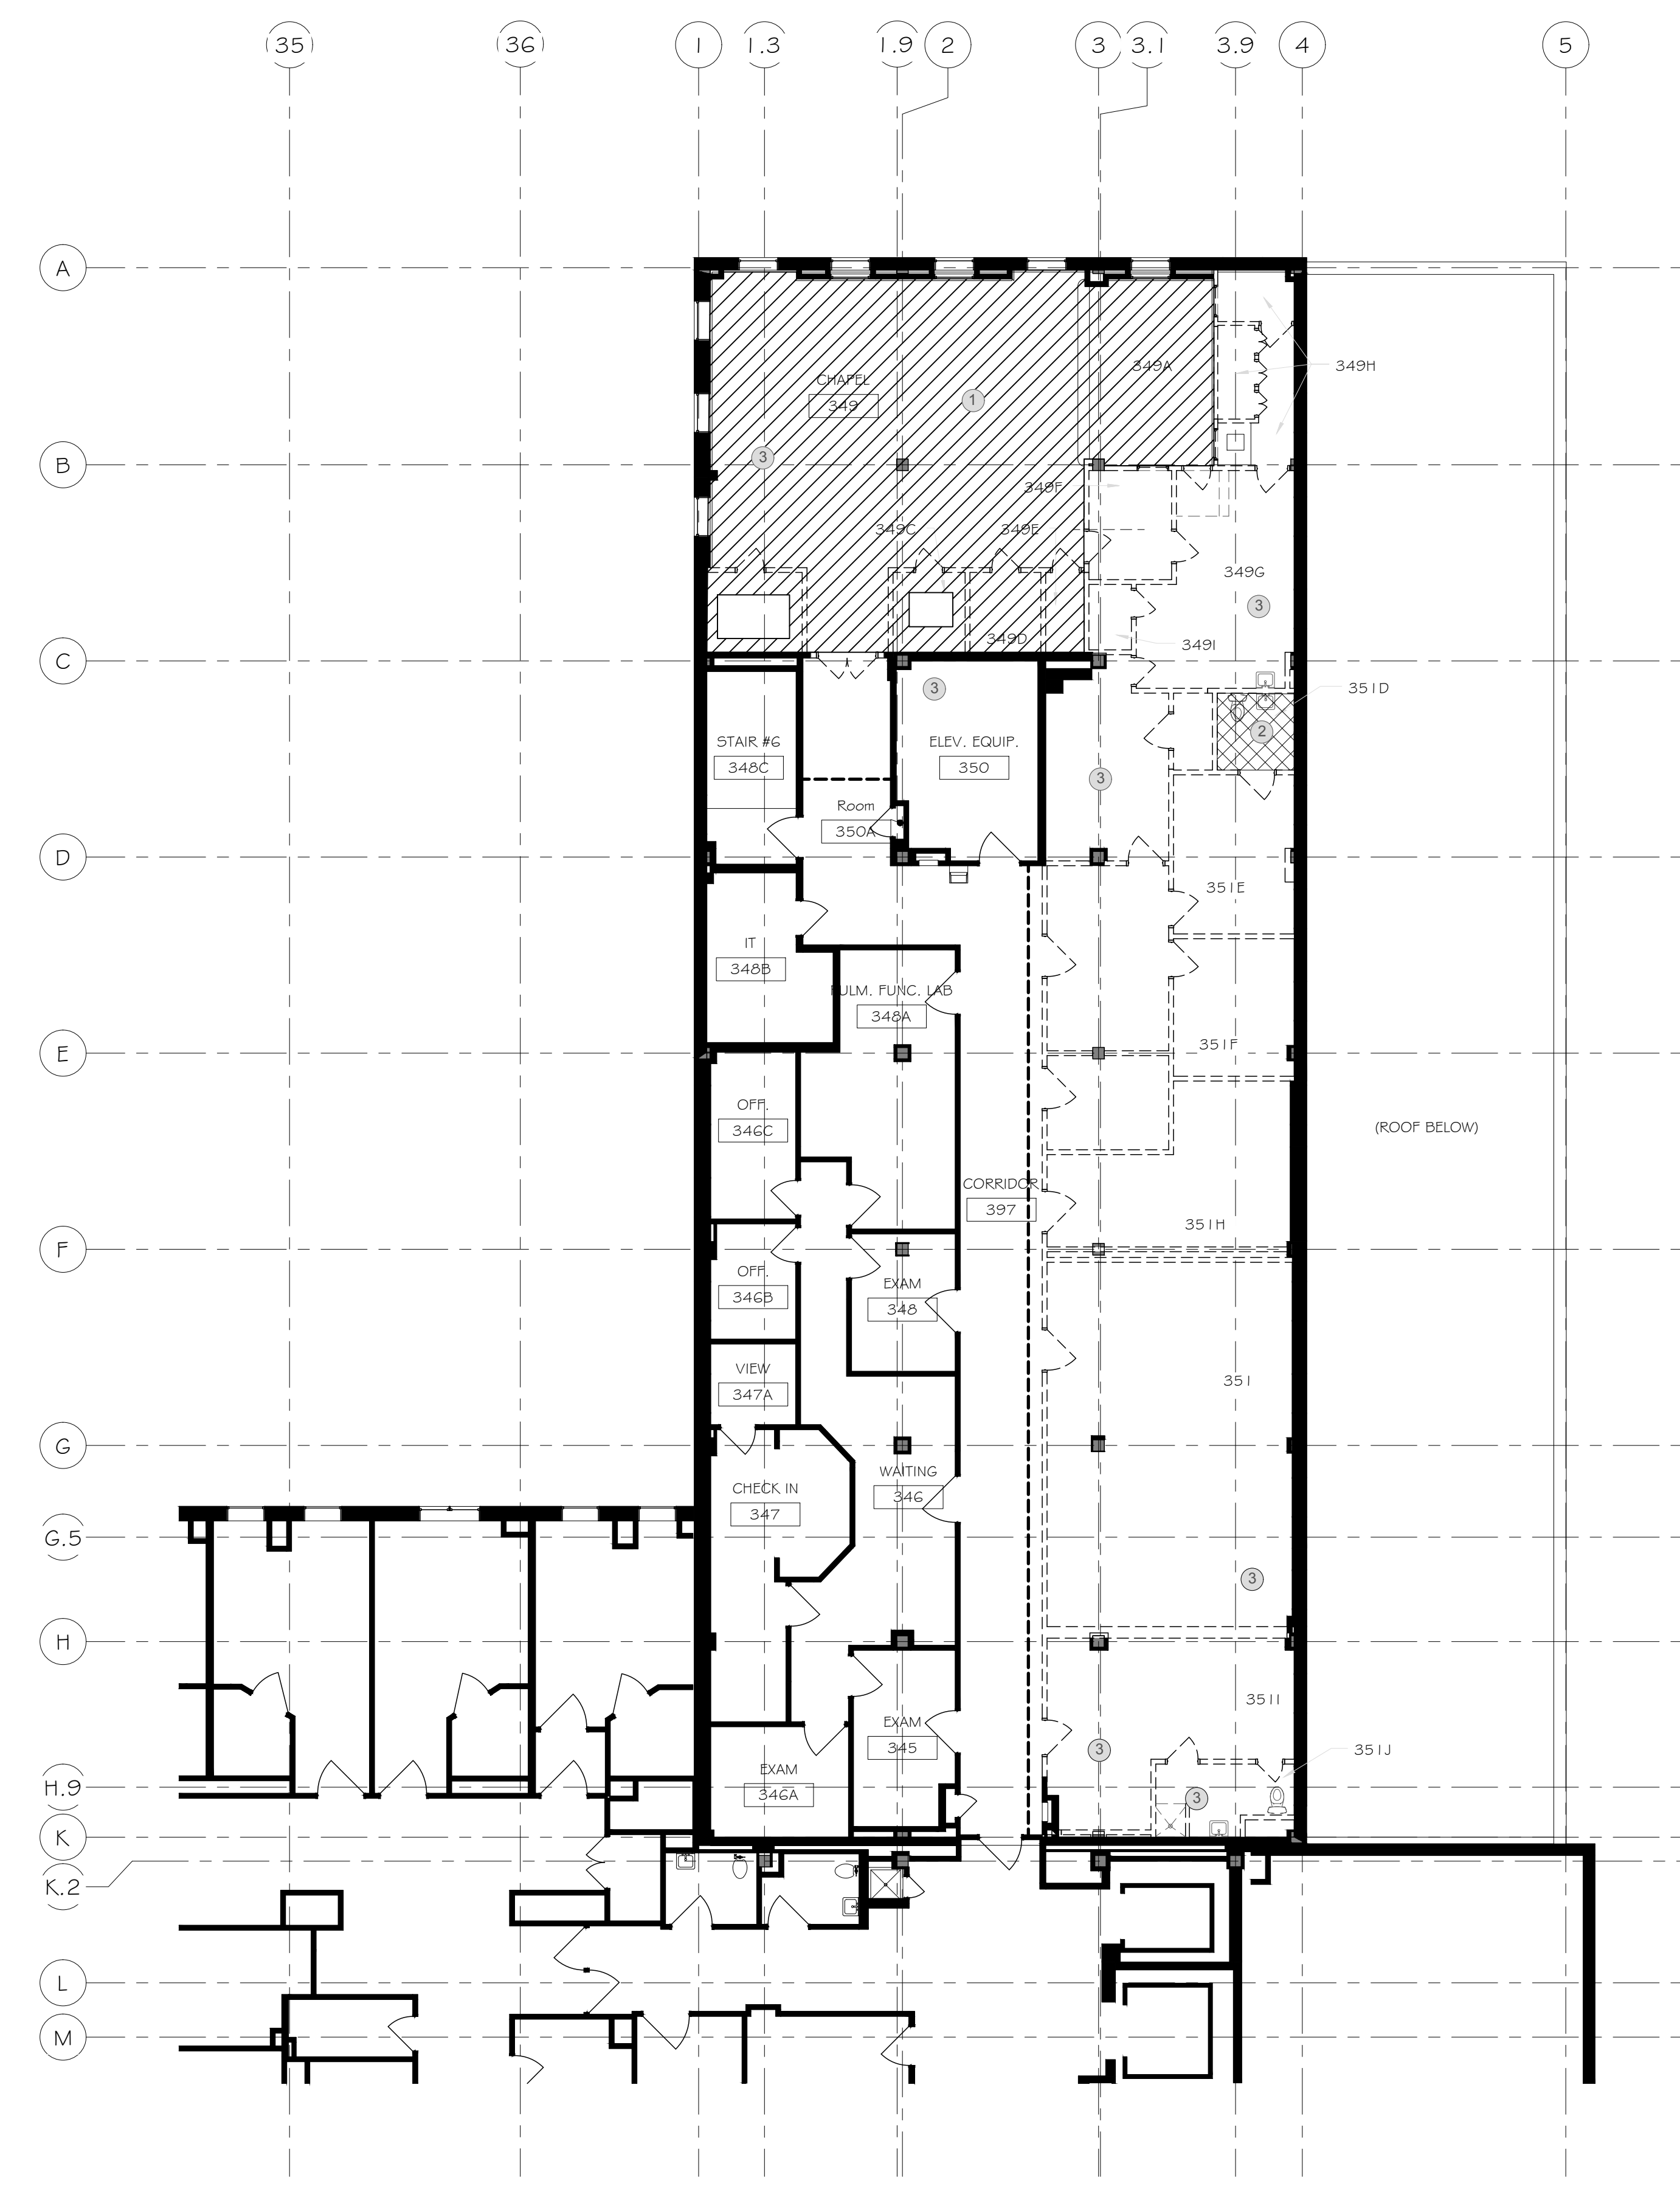 35 36 1 1.3 1.9 2 3 3.1 3.9 4 5
A
349A 349H
CHAPEL
349
1
3
B
349F
349C 349E
349G
3
349D
349I
C
3
351D
2
STAIR #6
348C
ELEV. EQUIP.
350
3
Room
350A
D
351E
IT
348B
PULM. FUNC. LAB
348A
351F
E
OFF.
346C
(ROOF BELOW)
CORRIDOR
397
351H
F
OFF.
346B
EXAM
348
VIEW
347A
351
G
WAITING
346
CHECK IN
347
G.5
3
H
351I
EXAM
345
3
351J
EXAM
346A
3
H.9
K
K.2
L
M